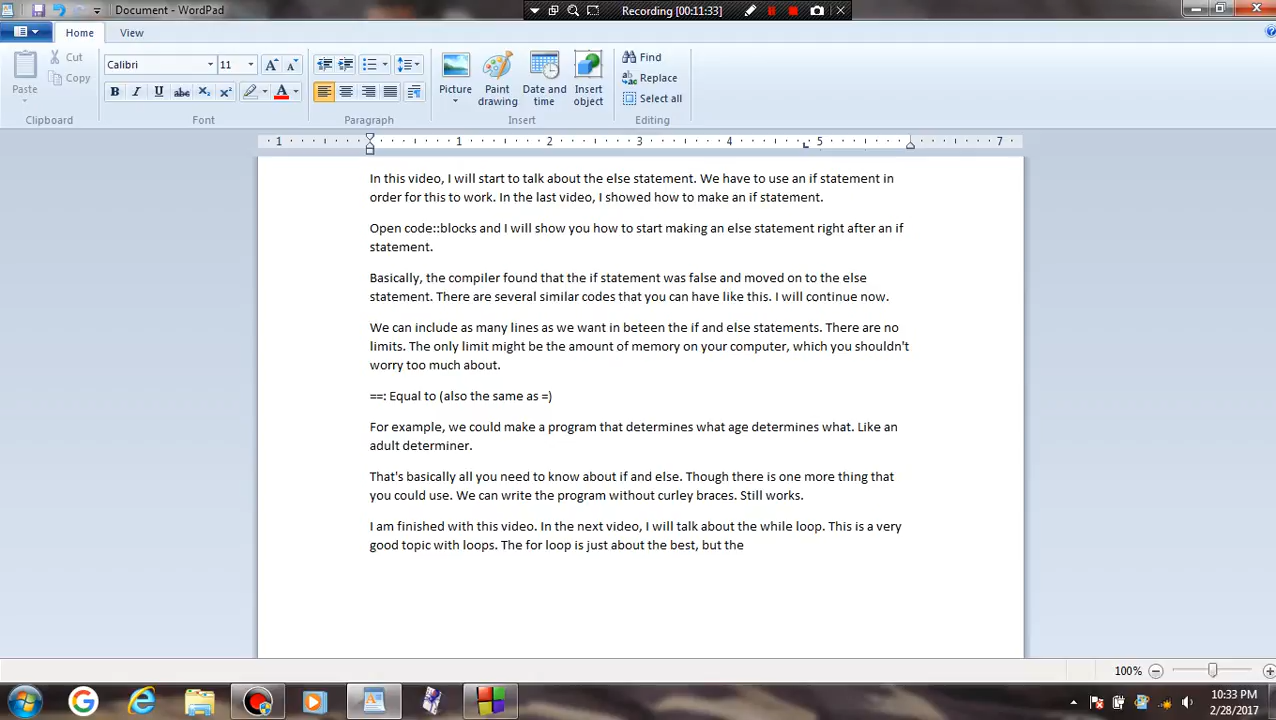 Document - WordPad
Recording [00:11:33]
Home
View
Cut
Copy
Paste
Clipboard
Calibri
11
Font
Paragraph
Picture
Paint drawing
Date and time
Insert object
Insert
Find
Replace
Select all
Editing
1 1 2 3 4 5 7
In this video, I will start to talk about the else statement. We have to use an if statement in
order for this to work. In the last video, I showed how to make an if statement.
Open code::blocks and I will show you how to start making an else statement right after an if
statement.
Basically, the compiler found that the if statement was false and moved on to the else
statement. There are several similar codes that you can have like this. I will continue now.
We can include as many lines as we want in beteen the if and else statements. There are no
limits. The only limit might be the amount of memory on your computer, which you shouldn't
worry too much about.
==: Equal to (also the same as =)
For example, we could make a program that determines what age determines what. Like an
adult determiner.
That's basically all you need to know about if and else. Though there is one more thing that
you could use. We can write the program without curley braces. Still works.
I am finished with this video. In the next video, I will talk about the while loop. This is a very
good topic with loops. The for loop is just about the best, but the
100%
10:33 PM
2/28/2017